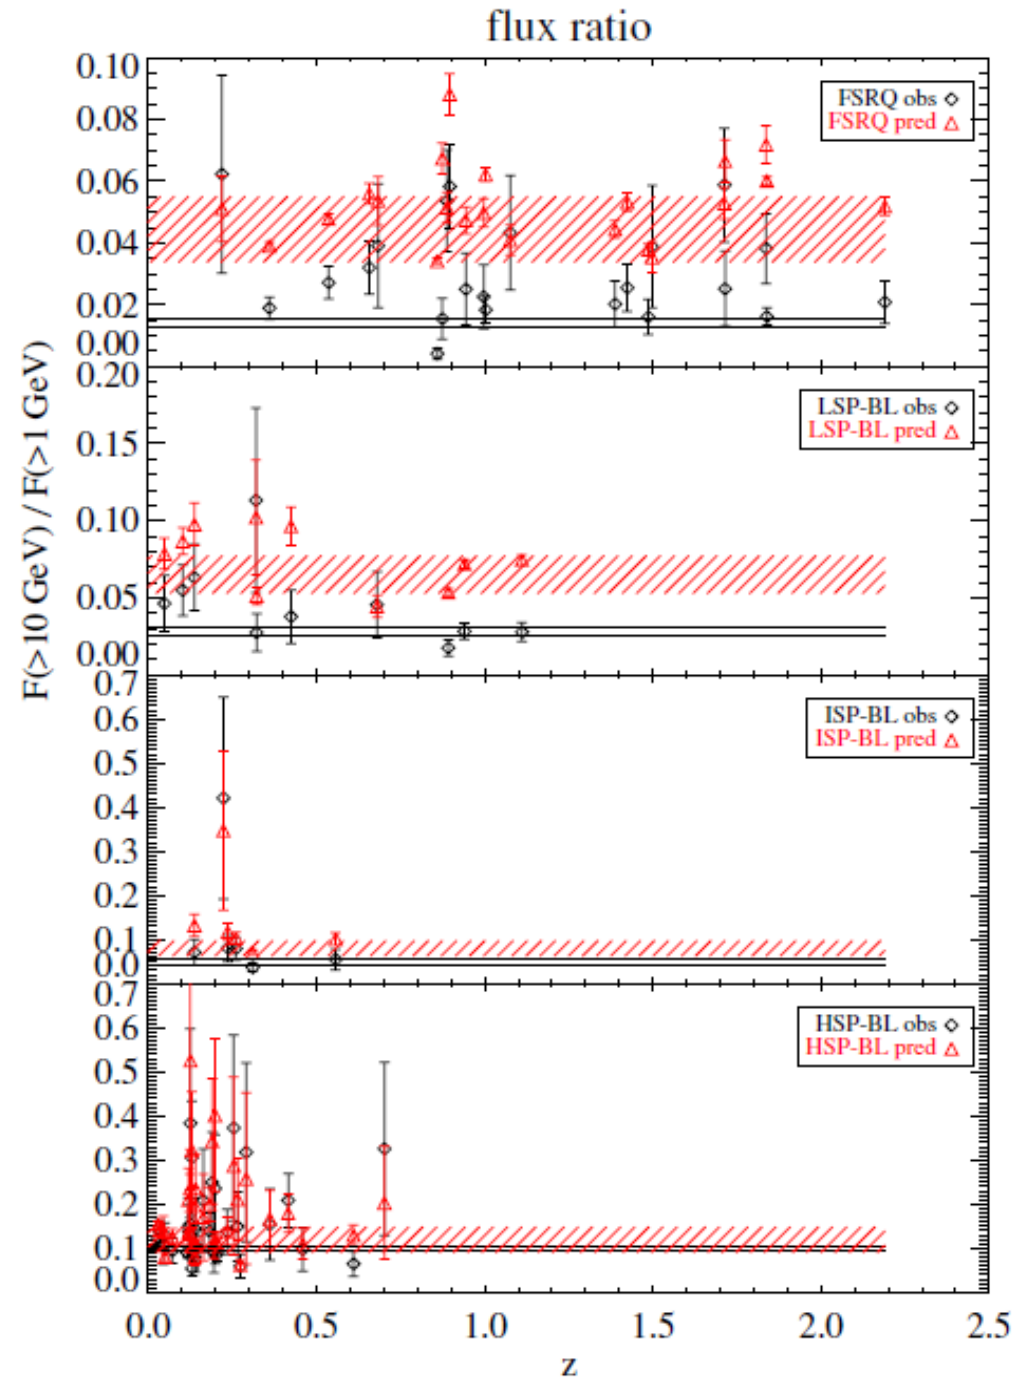 flux ratio
F(>10 GeV) / F(>1 GeV)
0.10
0.08
0.06
0.04
0.02
0.00
FSRQ obs ◇
FSRQ pred △
0.20
0.15
0.10
0.05
0.00
LSP-BL obs ◇
LSP-BL pred △
0.7
0.6
0.5
0.4
0.3
0.2
0.1
0.0
ISP-BL obs ◇
ISP-BL pred △
0.7
0.6
0.5
0.4
0.3
0.2
0.1
0.0
HSP-BL obs ◇
HSP-BL pred △
0.0 0.5 1.0 1.5 2.0 2.5
z